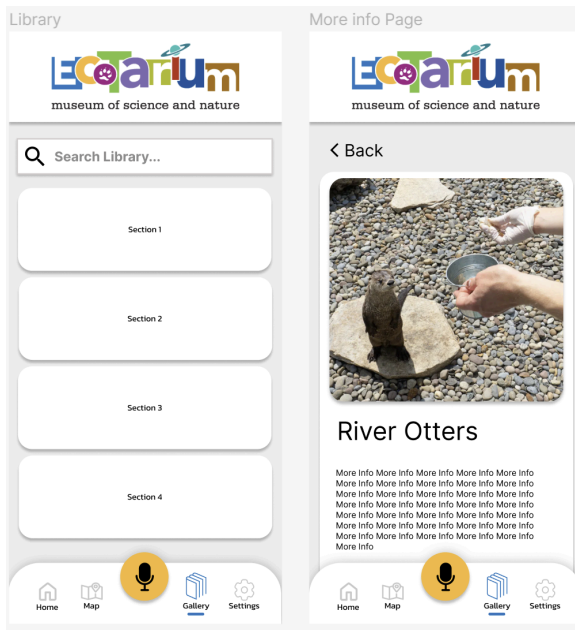 Library
EcoTarium
museum of science and nature
Search Library...
Section 1
Section 2
Section 3
Section 4
Home
Map
Gallery
Settings
More info Page
EcoTarium
museum of science and nature
< Back
River Otters
More Info More Info More Info More Info More Info
More Info More Info More Info More Info More Info
More Info More Info More Info More Info More Info
More Info More Info More Info More Info More Info
More Info More Info More Info More Info More Info
More Info More Info More Info More Info More Info
More Info More Info More Info More Info More Info
More Info
Home
Map
Gallery
Settings